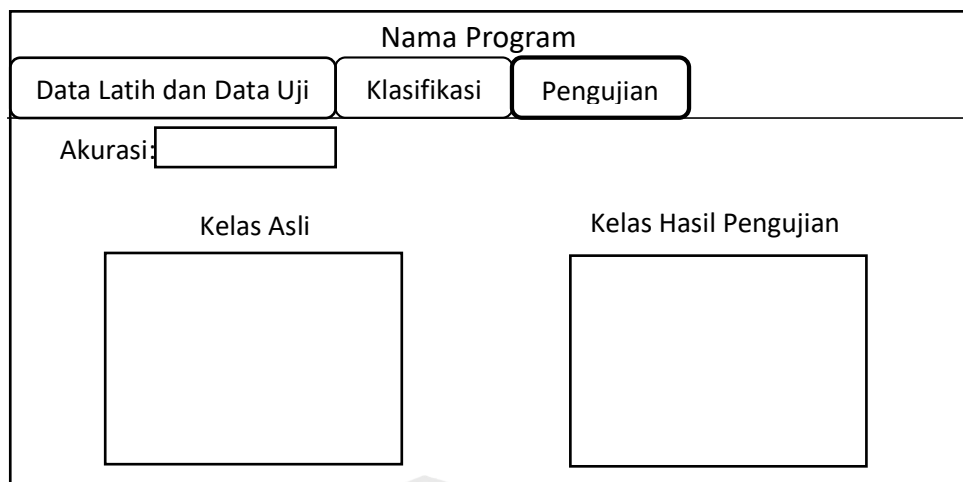 Nama Program
Data Latih dan Data Uji Klasifikasi Pengujian
Akurasi:
Kelas Asli Kelas Hasil Pengujian